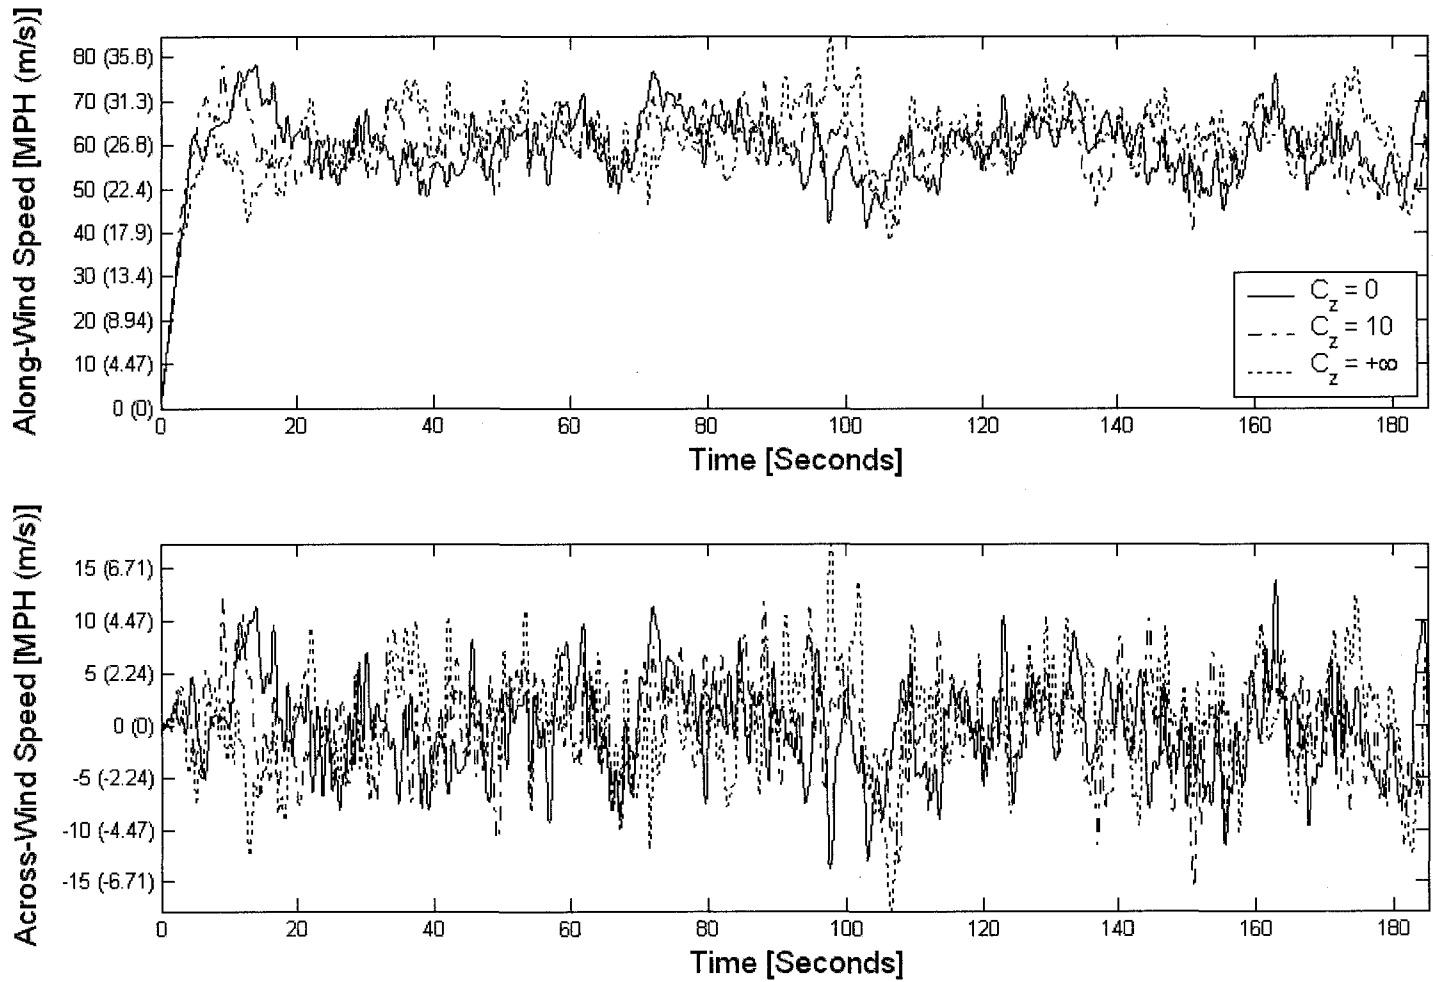 Along-Wind Speed [MPH (m/s)]
80 (35.8)
70 (31.3)
60 (26.8)
50 (22.4)
40 (17.9)
30 (13.4)
20 (8.94)
10 (4.47)
0 (0)
C_z = 0
C_z = 10
C_z = +∞
0 20 40 60 80 100 120 140 160 180
Time [Seconds]
Across-Wind Speed [MPH (m/s)]
15 (6.71)
10 (4.47)
5 (2.24)
0 (0)
-5 (-2.24)
-10 (-4.47)
-15 (-6.71)
0 20 40 60 80 100 120 140 160 180
Time [Seconds]